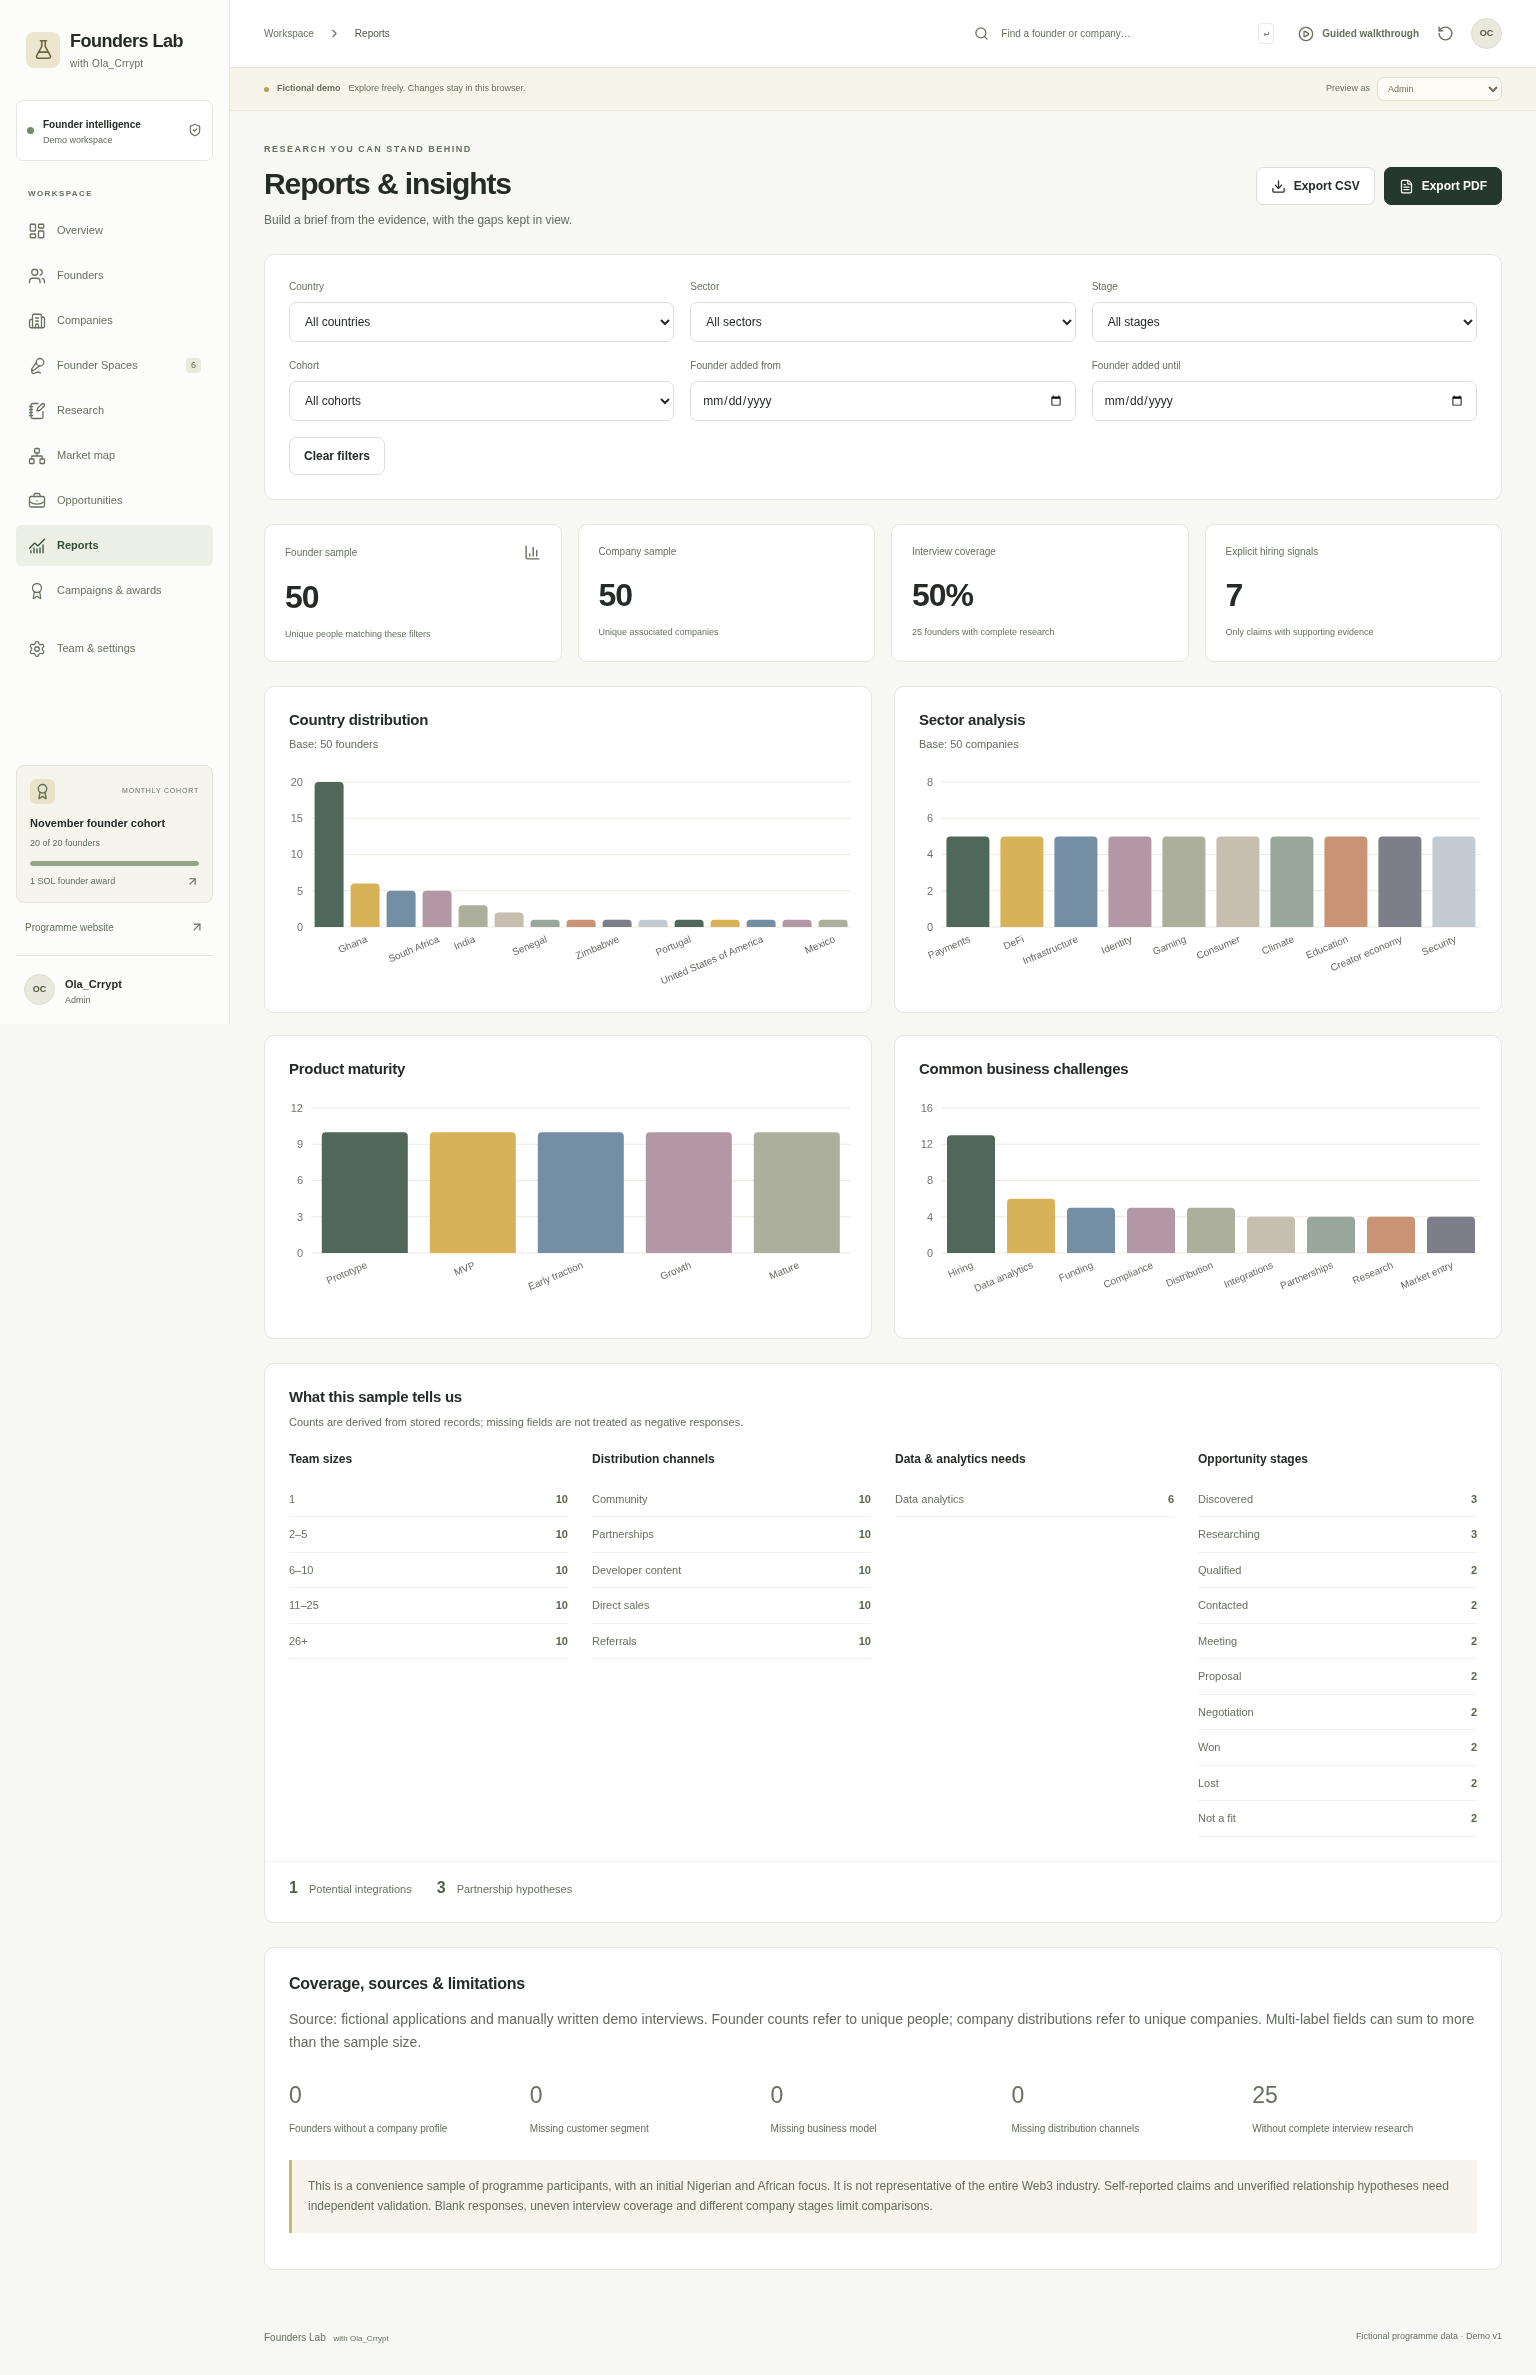 Founders Lab
with Ola_Crrypt
Founder intelligence
Demo workspace
WORKSPACE
Overview
Founders
Companies
Founder Spaces 6
Research
Market map
Opportunities
Reports
Campaigns & awards
Team & settings
MONTHLY COHORT
November founder cohort
20 of 20 founders
1 SOL founder award
Programme website
OC
Ola_Crrypt
Admin
Workspace Reports
Find a founder or company…
Guided walkthrough
OC
Fictional demo Explore freely. Changes stay in this browser.
Preview as Admin
RESEARCH YOU CAN STAND BEHIND
Reports & insights
Build a brief from the evidence, with the gaps kept in view.
Export CSV
Export PDF
Country Sector Stage
All countries All sectors All stages
Cohort Founder added from Founder added until
All cohorts mm/dd/yyyy mm/dd/yyyy
Clear filters
Founder sample
50
Unique people matching these filters
Company sample
50
Unique associated companies
Interview coverage
50%
25 founders with complete research
Explicit hiring signals
7
Only claims with supporting evidence
Country distribution
Base: 50 founders
20
15
10
5
0
Ghana South Africa India Senegal Zimbabwe Portugal United States of America Mexico
Sector analysis
Base: 50 companies
8
6
4
2
0
Payments DeFi Infrastructure Identity Gaming Consumer Climate Education Creator economy Security
Product maturity
12
9
6
3
0
Prototype MVP Early traction Growth Mature
Common business challenges
16
12
8
4
0
Hiring Data analytics Funding Compliance Distribution Integrations Partnerships Research Market entry
What this sample tells us
Counts are derived from stored records; missing fields are not treated as negative responses.
Team sizes
1 10
2–5 10
6–10 10
11–25 10
26+ 10
Distribution channels
Community 10
Partnerships 10
Developer content 10
Direct sales 10
Referrals 10
Data & analytics needs
Data analytics 6
Opportunity stages
Discovered 3
Researching 3
Qualified 2
Contacted 2
Meeting 2
Proposal 2
Negotiation 2
Won 2
Lost 2
Not a fit 2
1 Potential integrations 3 Partnership hypotheses
Coverage, sources & limitations
Source: fictional applications and manually written demo interviews. Founder counts refer to unique people; company distributions refer to unique companies. Multi-label fields can sum to more
than the sample size.
0 0 0 0 25
Founders without a company profile Missing customer segment Missing business model Missing distribution channels Without complete interview research
This is a convenience sample of programme participants, with an initial Nigerian and African focus. It is not representative of the entire Web3 industry. Self-reported claims and unverified relationship hypotheses need
independent validation. Blank responses, uneven interview coverage and different company stages limit comparisons.
Founders Lab with Ola_Crrypt
Fictional programme data · Demo v1